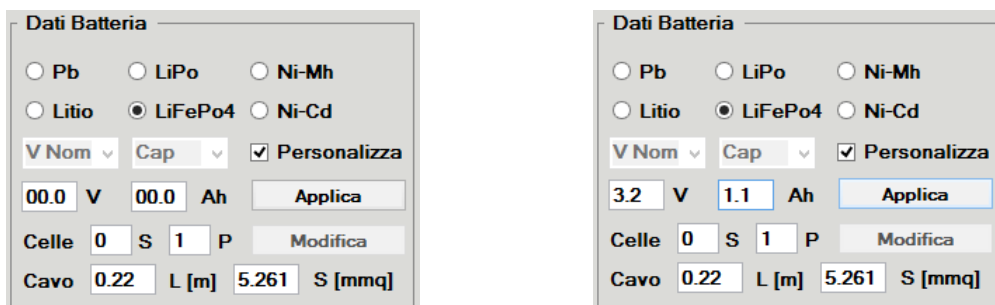 Dati Batteria
Pb LiPo Ni-Mh
Litio LiFePo4 Ni-Cd
V Nom Cap Personalizza
00.0 V 00.0 Ah Applica
Celle 0 S 1 P Modifica
Cavo 0.22 L [m] 5.261 S [mmq]
Dati Batteria
Pb LiPo Ni-Mh
Litio LiFePo4 Ni-Cd
V Nom Cap Personalizza
3.2 V 1.1 Ah Applica
Celle 0 S 1 P Modifica
Cavo 0.22 L [m] 5.261 S [mmq]